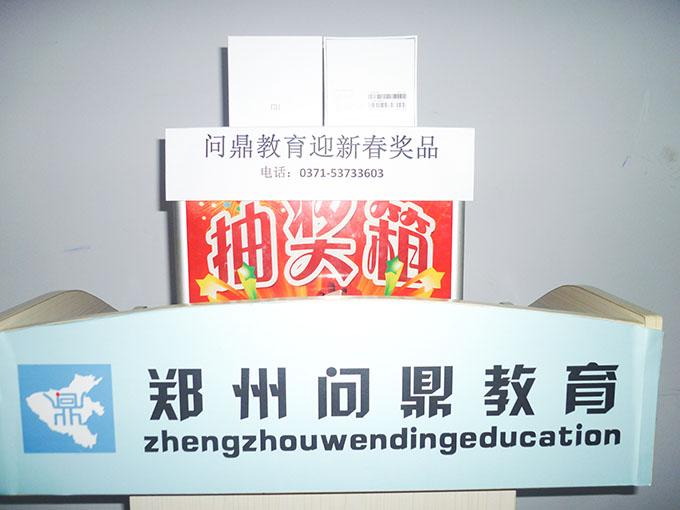 MI
问鼎教育迎新春奖品
电话：0371-53733603
抽奖箱
郑州问鼎教育
zhengzhouwendingeducation